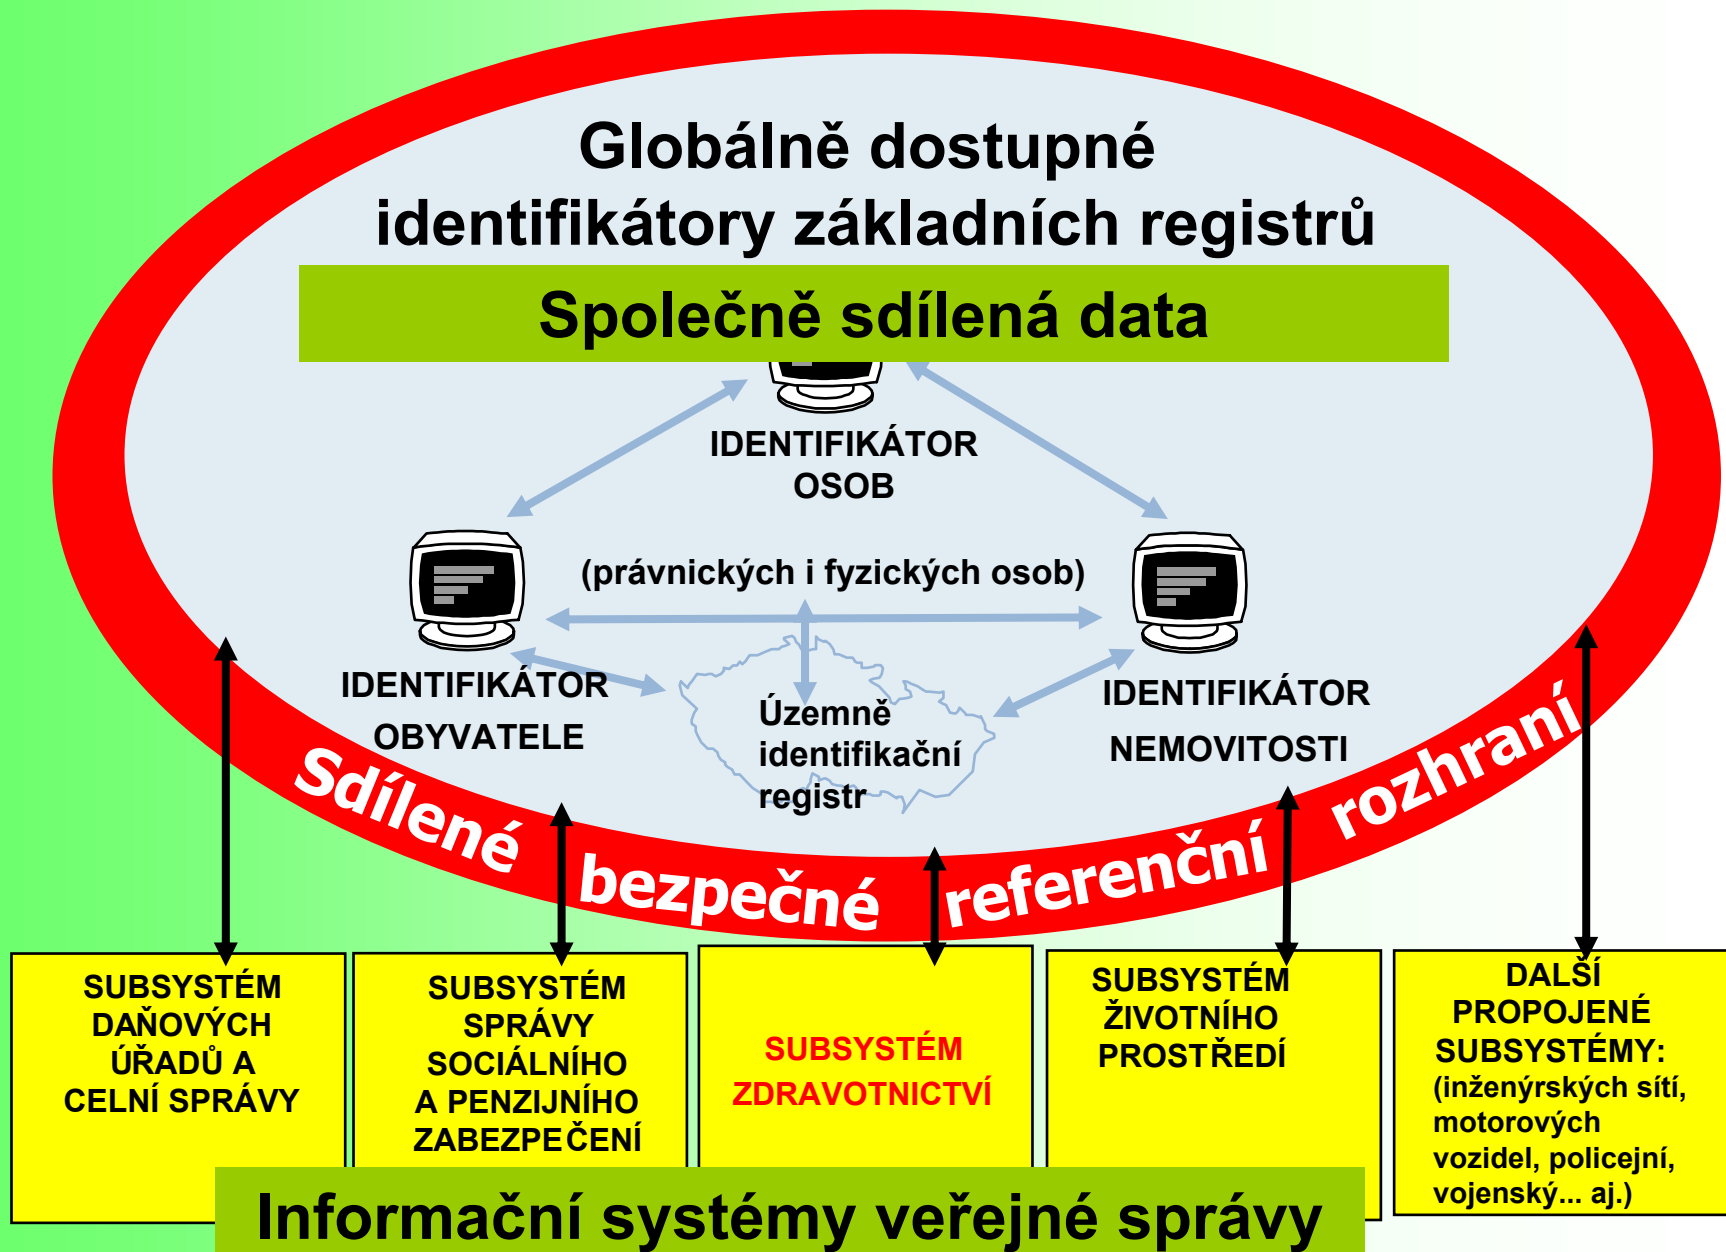 Globálně dostupné
identifikátory základních registrů
Společně sdílená data
IDENTIFIKÁTOR
OSOB
(právnických i fyzických osob)
IDENTIFIKÁTOR
OBYVATELE
Územně
identifikační
registr
IDENTIFIKÁTOR
NEMOVITOSTI
Sdílené bezpečné referenční rozhraní
SUBSYSTÉM
DAŇOVÝCH
ÚŘADŮ A
CELNÍ SPRÁVY
SUBSYSTÉM
SPRÁVY
SOCIÁLNÍHO
A PENZIJNÍHO
ZABEZPEČENÍ
SUBSYSTÉM
ZDRAVOTNICTVÍ
SUBSYSTÉM
ŽIVOTNÍHO
PROSTŘEDÍ
DALŠÍ
PROPOJENÉ
SUBSYSTÉMY:
(inženýrských sítí,
motorových
vozidel, policejní,
vojenský... aj.)
Informační systémy veřejné správy